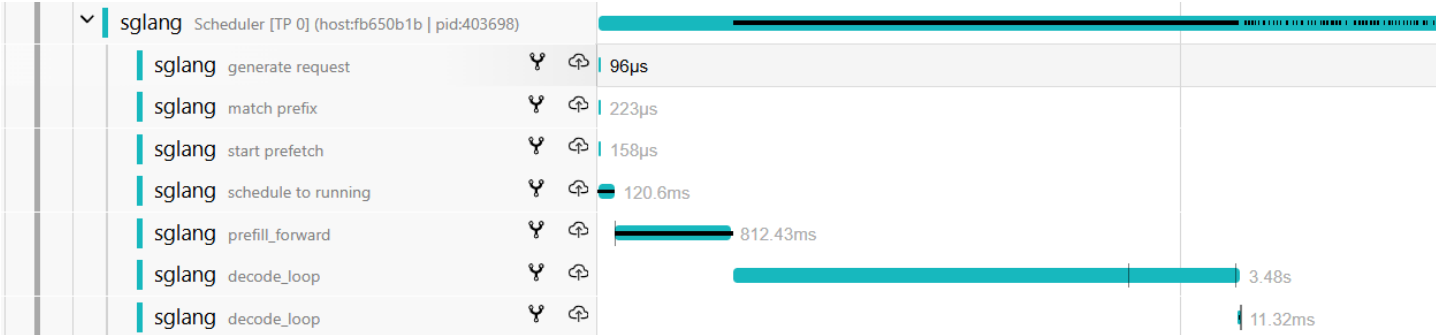 sglang Scheduler [TP 0] (host:fb650b1b | pid:403698)
sglang generate request 96μs
sglang match prefix 223μs
sglang start prefetch 158μs
sglang schedule to running 120.6ms
sglang prefill_forward 812.43ms
sglang decode_loop 3.48s
sglang decode_loop 11.32ms